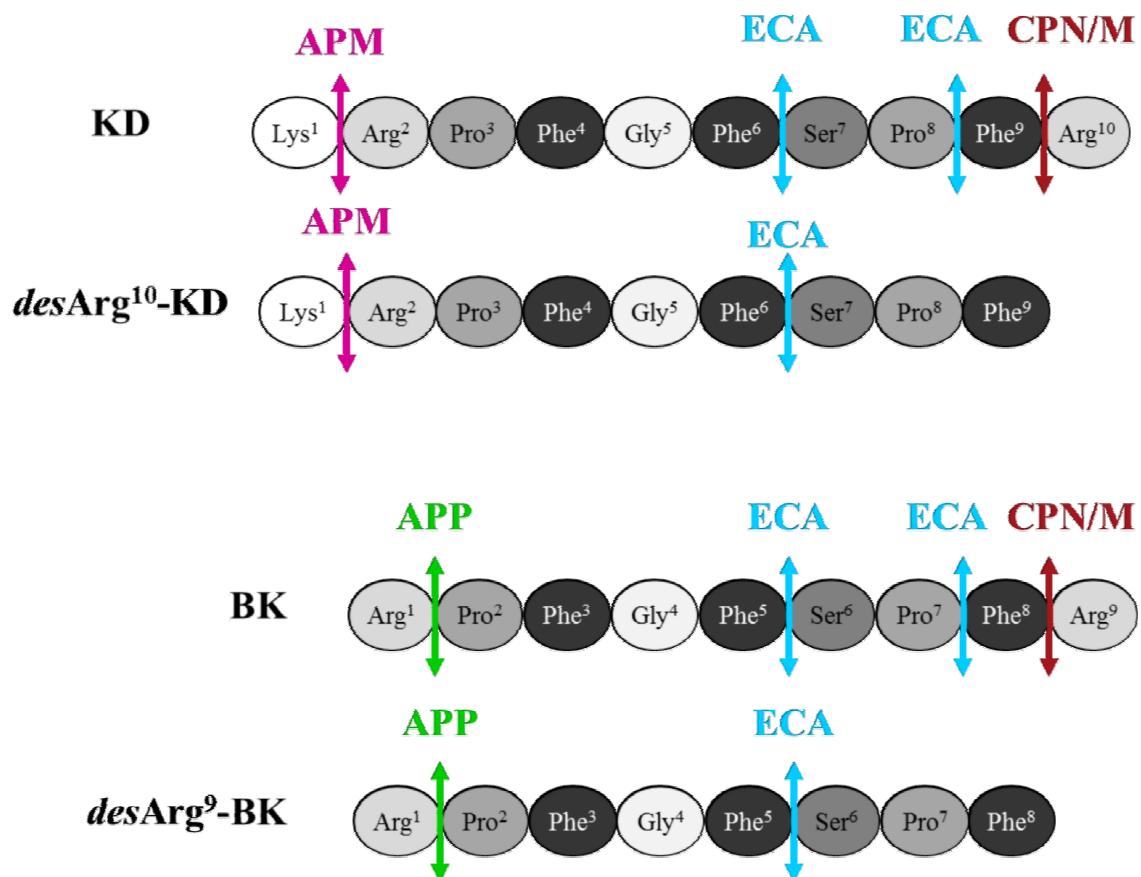 APM ECA ECA CPN/M
KD Lys¹ Arg² Pro³ Phe⁴ Gly⁵ Phe⁶ Ser⁷ Pro⁸ Phe⁹ Arg¹⁰
APM ECA
desArg¹⁰-KD Lys¹ Arg² Pro³ Phe⁴ Gly⁵ Phe⁶ Ser⁷ Pro⁸ Phe⁹
APP ECA ECA CPN/M
BK Arg¹ Pro² Phe³ Gly⁴ Phe⁵ Ser⁶ Pro⁷ Phe⁸ Arg⁹
APP ECA
desArg⁹-BK Arg¹ Pro² Phe³ Gly⁴ Phe⁵ Ser⁶ Pro⁷ Phe⁸